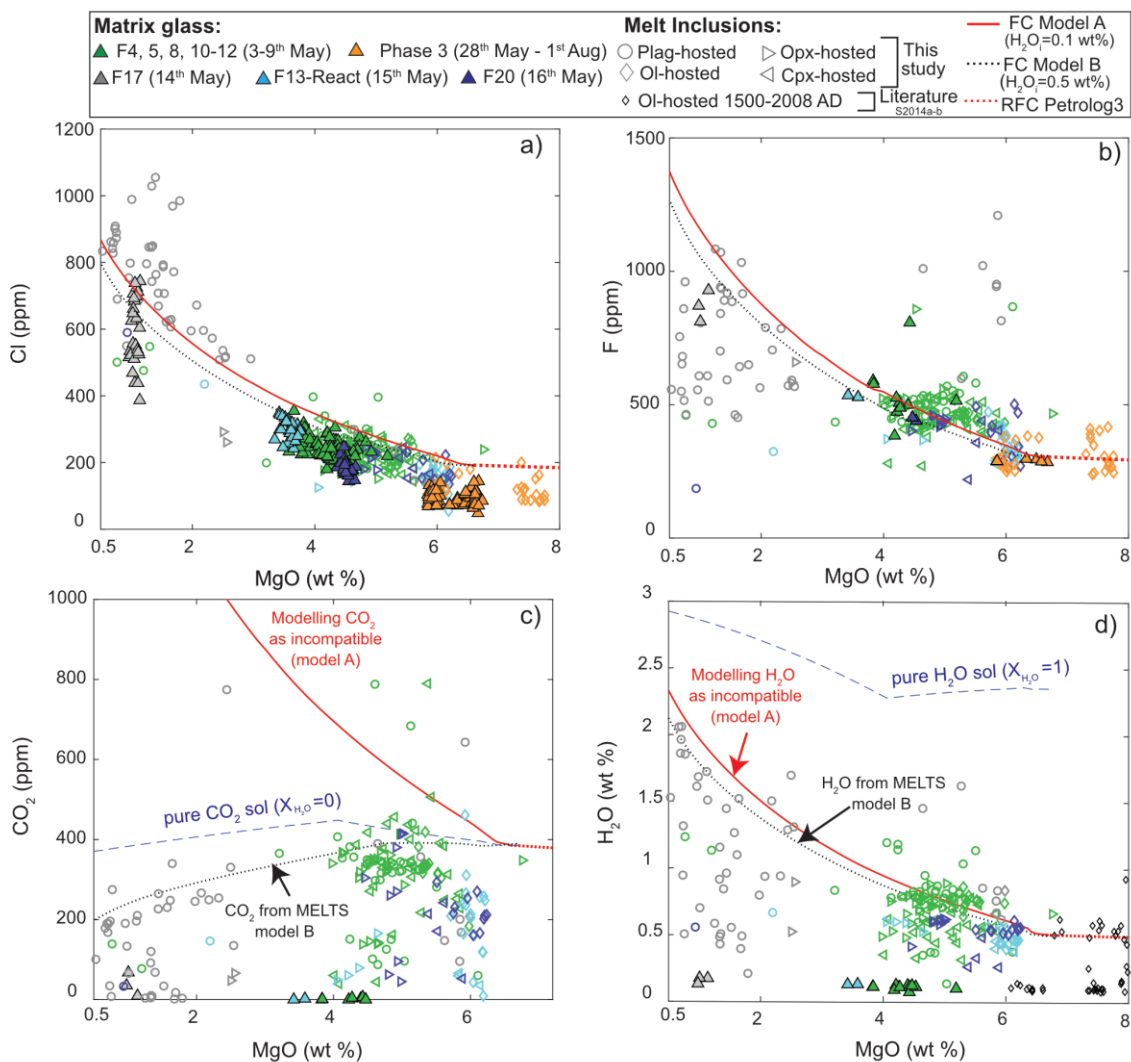 Matrix glass:
F4, 5, 8, 10-12 (3-9th May)
Phase 3 (28th May - 1st Aug)
F17 (14th May)
F13-React (15th May)
F20 (16th May)
Melt Inclusions:
Plag-hosted
Opx-hosted
Ol-hosted
Cpx-hosted
This
study
Ol-hosted 1500-2008 AD
Literature
S2014a-b
FC Model A
(H2Oi=0.1 wt%)
FC Model B
(H2Oi=0.5 wt%)
RFC Petrolog3
a)
Cl (ppm)
1200
1000
800
600
400
200
0
0.5 2 4 6 8
MgO (wt %)
b)
F (ppm)
1500
1000
500
0
0.5 2 4 6 8
MgO (wt %)
c)
CO2 (ppm)
1000
800
600
400
200
0
Modelling CO2
as incompatible
(model A)
pure CO2 sol (XH2O=0)
CO2 from MELTS
model B
0.5 2 4 6
MgO (wt %)
d)
H2O (wt %)
3
2.5
2
1.5
1
0.5
0
pure H2O sol (XH2O=1)
Modelling H2O
as incompatible
(model A)
H2O from MELTS
model B
0.5 2 4 6 8
MgO (wt %)